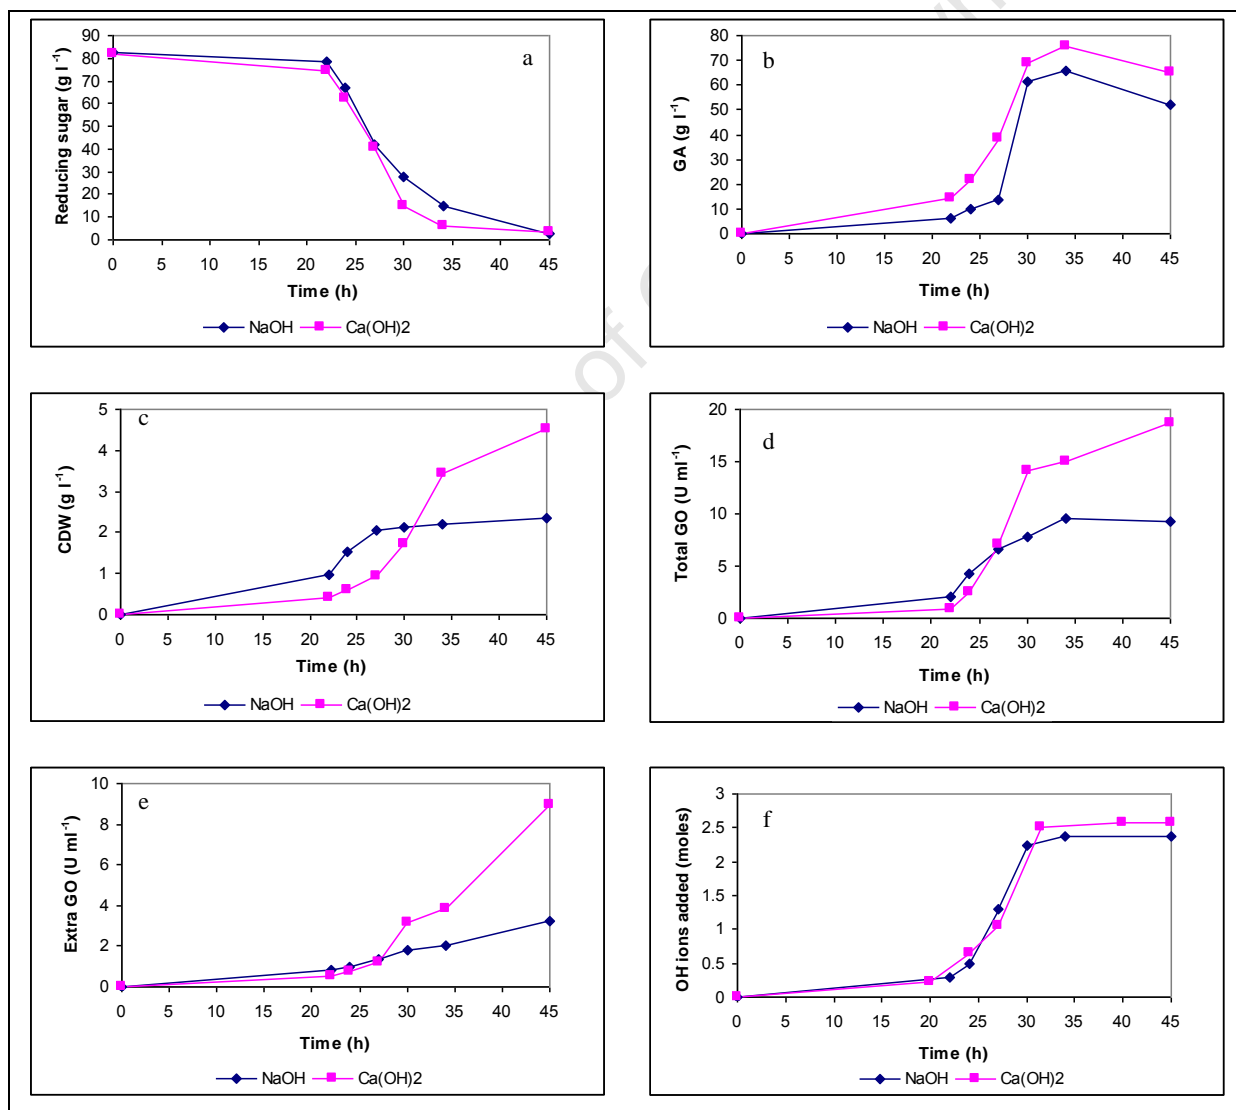 a
Reducing sugar (g l⁻¹)
90
80
70
60
50
40
30
20
10
0
0 5 10 15 20 25 30 35 40 45
Time (h)
NaOH Ca(OH)2
b
GA (g l⁻¹)
80
70
60
50
40
30
20
10
0
0 5 10 15 20 25 30 35 40 45
Time (h)
NaOH Ca(OH)2
c
CDW (g l⁻¹)
5
4
3
2
1
0
0 5 10 15 20 25 30 35 40 45
Time (h)
NaOH Ca(OH)2
d
Total GO (U ml⁻¹)
20
15
10
5
0
0 5 10 15 20 25 30 35 40 45
Time (h)
NaOH Ca(OH)2
e
Extra GO (U ml⁻¹)
10
8
6
4
2
0
0 5 10 15 20 25 30 35 40 45
Time (h)
NaOH Ca(OH)2
f
OH ions added (moles)
3
2.5
2
1.5
1
0.5
0
0 5 10 15 20 25 30 35 40 45
Time (h)
NaOH Ca(OH)2
of